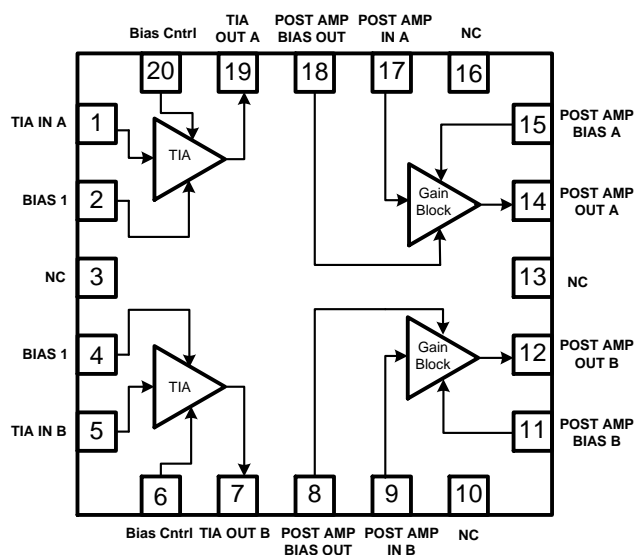 TIA
OUT A
POST AMP
BIAS OUT
POST AMP
IN A
NC
Bias Cntrl
20
19
18
17
16
TIA IN A
1
15
POST AMP
BIAS A
TIA
BIAS 1
2
Gain
Block
14
POST AMP
OUT A
NC
3
13
NC
BIAS 1
4
TIA
Gain
Block
12
POST AMP
OUT B
TIA IN B
5
11
POST AMP
BIAS B
6
7
8
9
10
Bias Cntrl
TIA OUT B
POST AMP
BIAS OUT
POST AMP
IN B
NC